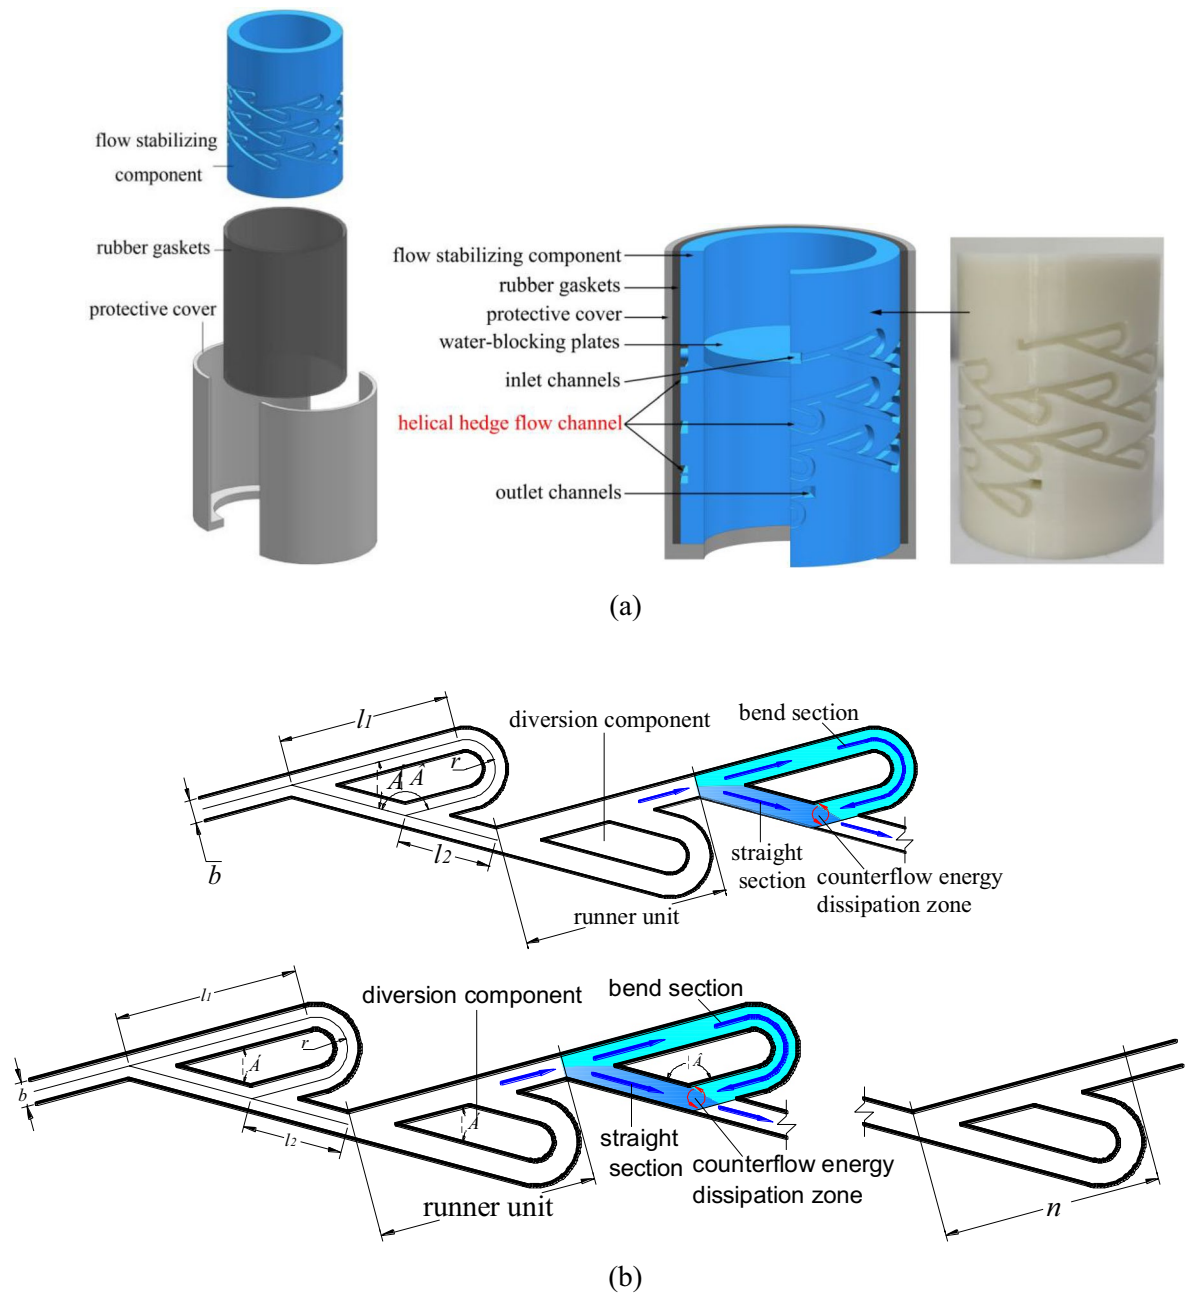 flow stabilizing
component
rubber gaskets
protective cover
flow stabilizing component
rubber gaskets
protective cover
water-blocking plates
inlet channels
helical hedge flow channel
outlet channels
(a)
l1
diversion component
bend section
r
Á
Â
b
l2
straight
section
counterflow energy
dissipation zone
runner unit
l1
diversion component
bend section
r
Á
Â
b
Á
l2
straight
section
counterflow energy
dissipation zone
runner unit
n
(b)